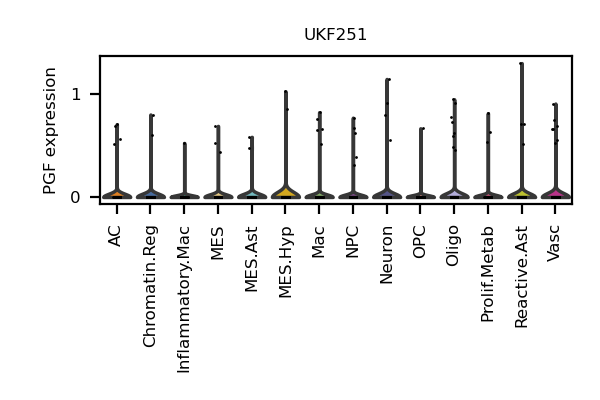 UKF251
PGF expression
1
0
AC
Chromatin.Reg
Inflammatory.Mac
MES
MES.Ast
MES.Hyp
Mac
NPC
Neuron
OPC
Oligo
Prolif.Metab
Reactive.Ast
Vasc